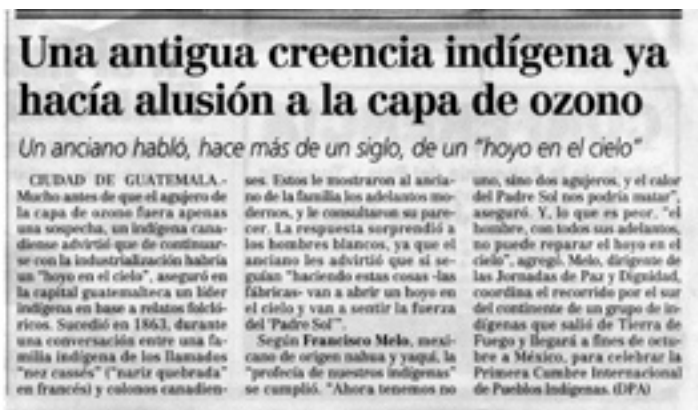 Una antigua creencia indígena ya
hacía alusión a la capa de ozono
Un anciano habló, hace más de un siglo, de un "hoyo en el cielo"
CIUDAD DE GUATEMALA.-
Mucho antes de que el agujero de
la capa de ozono fuera apenas
una sospecha, un indígena cana-
diense advirtió que de continuar-
se con la industrialización habría
un "hoyo en el cielo", aseguró en
la capital guatemalteca un líder
indígena en base a relatos folcló-
ricos. Sucedió en 1863, durante
una conversación entre una fa-
milia indígena de los llamados
"nez cassés" ("nariz quebrada"
en francés) y colonos canadien-
ses. Estos le mostraron al ancia-
no de la familia los adelantos mo-
dernos, y le consultaron su pare-
cer. La respuesta sorprendió a
los hombres blancos, ya que el
anciano les advirtió que si se-
guían "haciendo estas cosas -las
fábricas- van a abrir un hoyo en
el cielo y van a sentir la fuerza
del 'Padre Sol'".
Según Francisco Melo, mexi-
cano de origen nahua y yaqui, la
"profecía de nuestros indígenas"
se cumplió. "Ahora tenemos no
uno, sino dos agujeros, y el calor
del Padre Sol nos podría matar",
aseguró. Y, lo que es peor, "el
hombre, con todos sus adelantos,
no puede reparar el hoyo en el
cielo", agregó. Melo, dirigente de
las Jornadas de Paz y Dignidad,
coordina el recorrido por el sur
del continente de un grupo de in-
dígenas que salió de Tierra de
Fuego y llegará a fines de octu-
bre a México, para celebrar la
Primera Cumbre Internacional
de Pueblos Indígenas. (DPA)